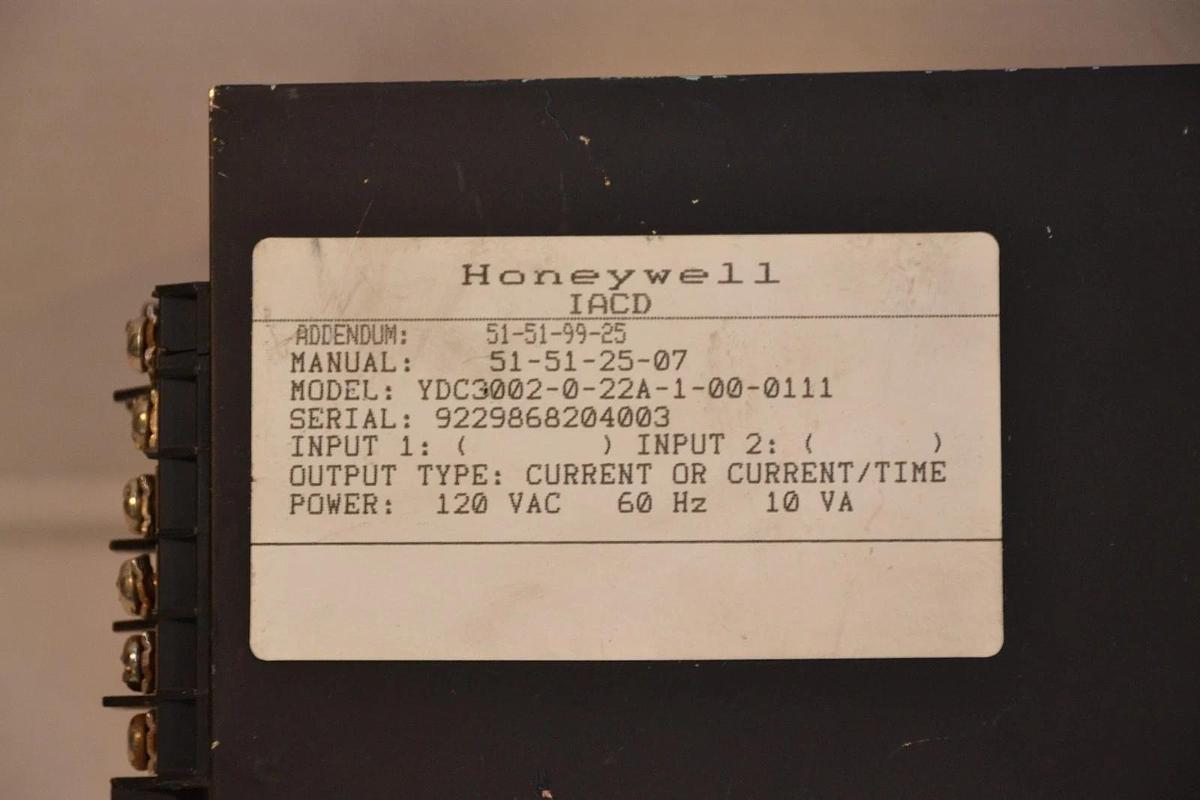 Honeywell
IACD
ADDENDUM: 51-51-99-25
MANUAL: 51-51-25-07
MODEL: YDC3002-0-22A-1-00-0111
SERIAL: 9229868204003
INPUT 1: ( ) INPUT 2: ( )
OUTPUT TYPE: CURRENT OR CURRENT/TIME
POWER: 120 VAC 60 Hz 10 VA